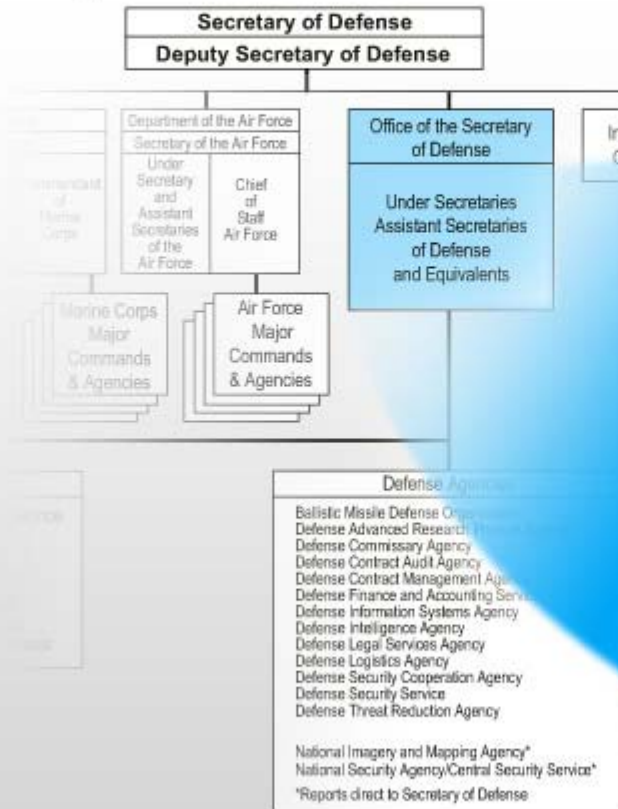 Secretary of Defense
Deputy Secretary of Defense
Department of the Air Force
Secretary of the Air Force
Under
Secretary
and
Assistant
Secretaries
of the
Air Force
Chief
of
Staff
Air Force
Office of the Secretary
of Defense
Under Secretaries
Assistant Secretaries
of Defense
and Equivalents
of
Marine
Corps
Marine Corps
Major
Commands
& Agencies
Air Force
Major
Commands
& Agencies
Defense Agencies
Ballistic Missile Defense
Defense Advanced Research
Defense Commissary Agency
Defense Contract Audit Agency
Defense Contract Management
Defense Finance and Accounting
Defense Information Systems Agency
Defense Intelligence Agency
Defense Legal Services Agency
Defense Logistics Agency
Defense Security Cooperation Agency
Defense Security Service
Defense Threat Reduction Agency
National Imagery and Mapping Agency*
National Security Agency/Central Security Service*
*Reports direct to Secretary of Defense